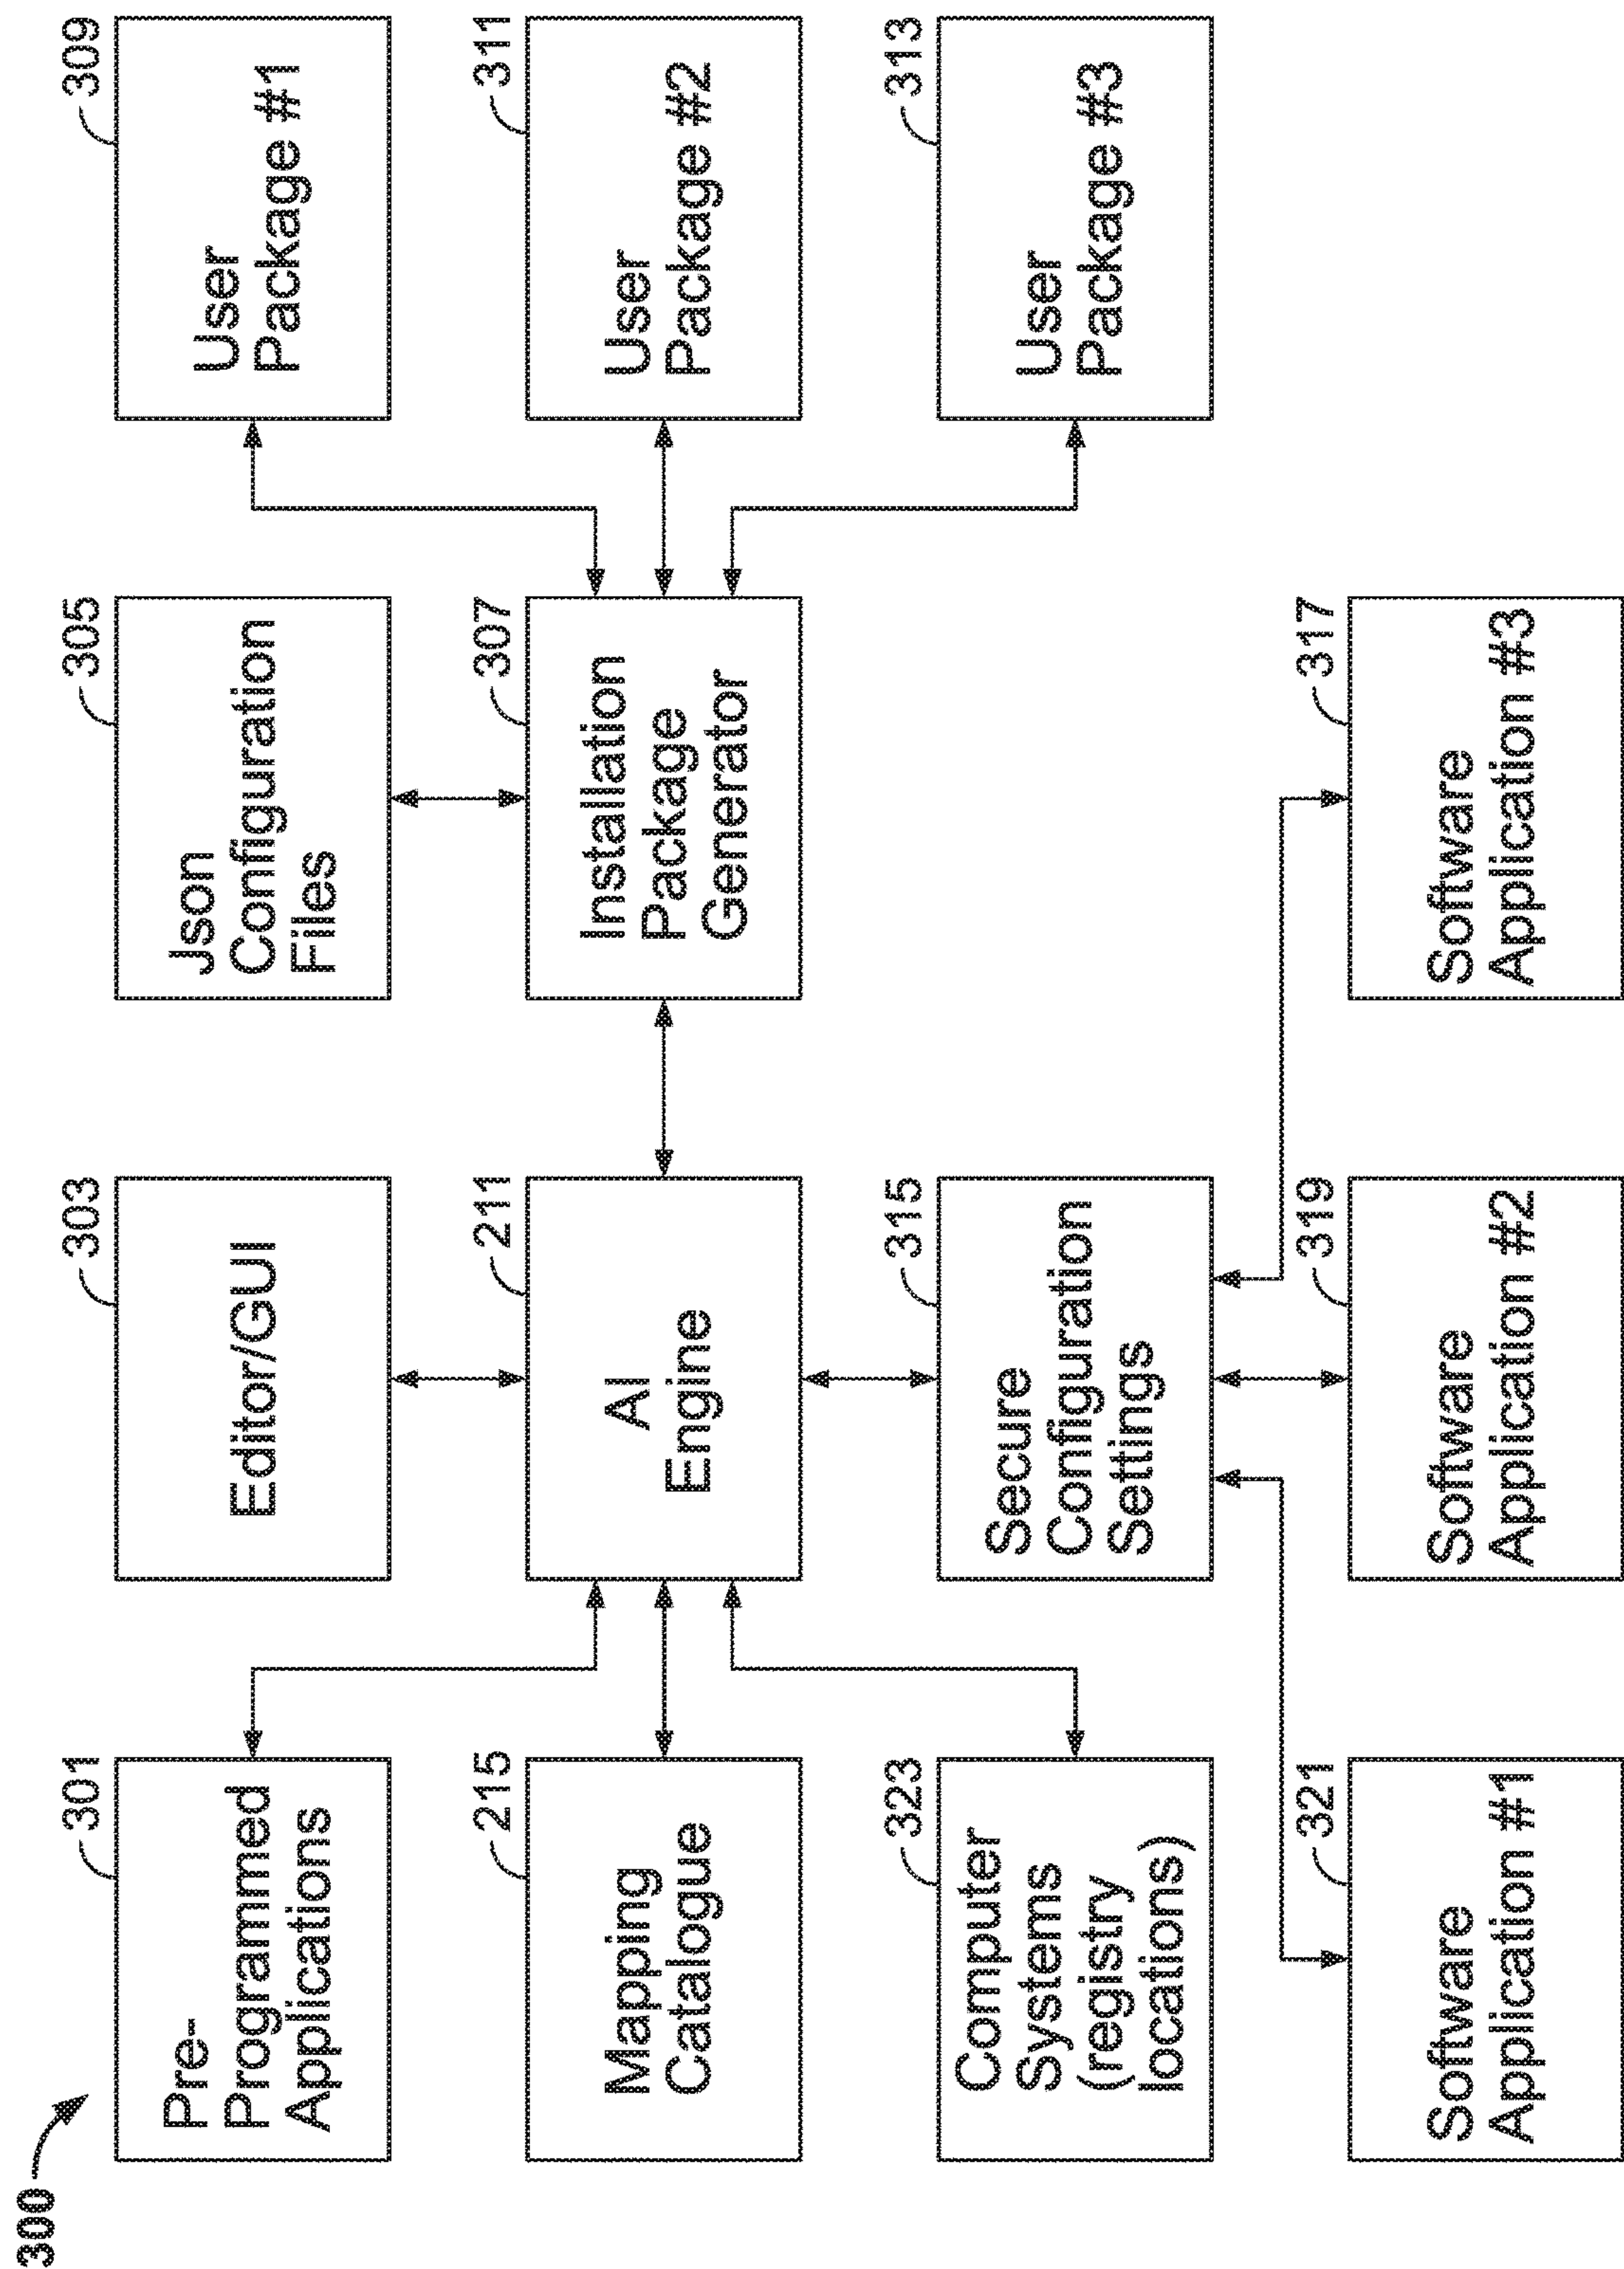 300
301
Pre-
Programmed
Applications
303
Editor/GUI
305
Json
Configuration
Files
309
User
Package #1
215
Mapping
Catalogue
211
AI
Engine
307
Installation
Package
Generator
311
User
Package #2
323
Computer
Systems
(registry
locations)
315
Secure
Configuration
Settings
313
User
Package #3
321
Software
Application #1
319
Software
Application #2
317
Software
Application #3